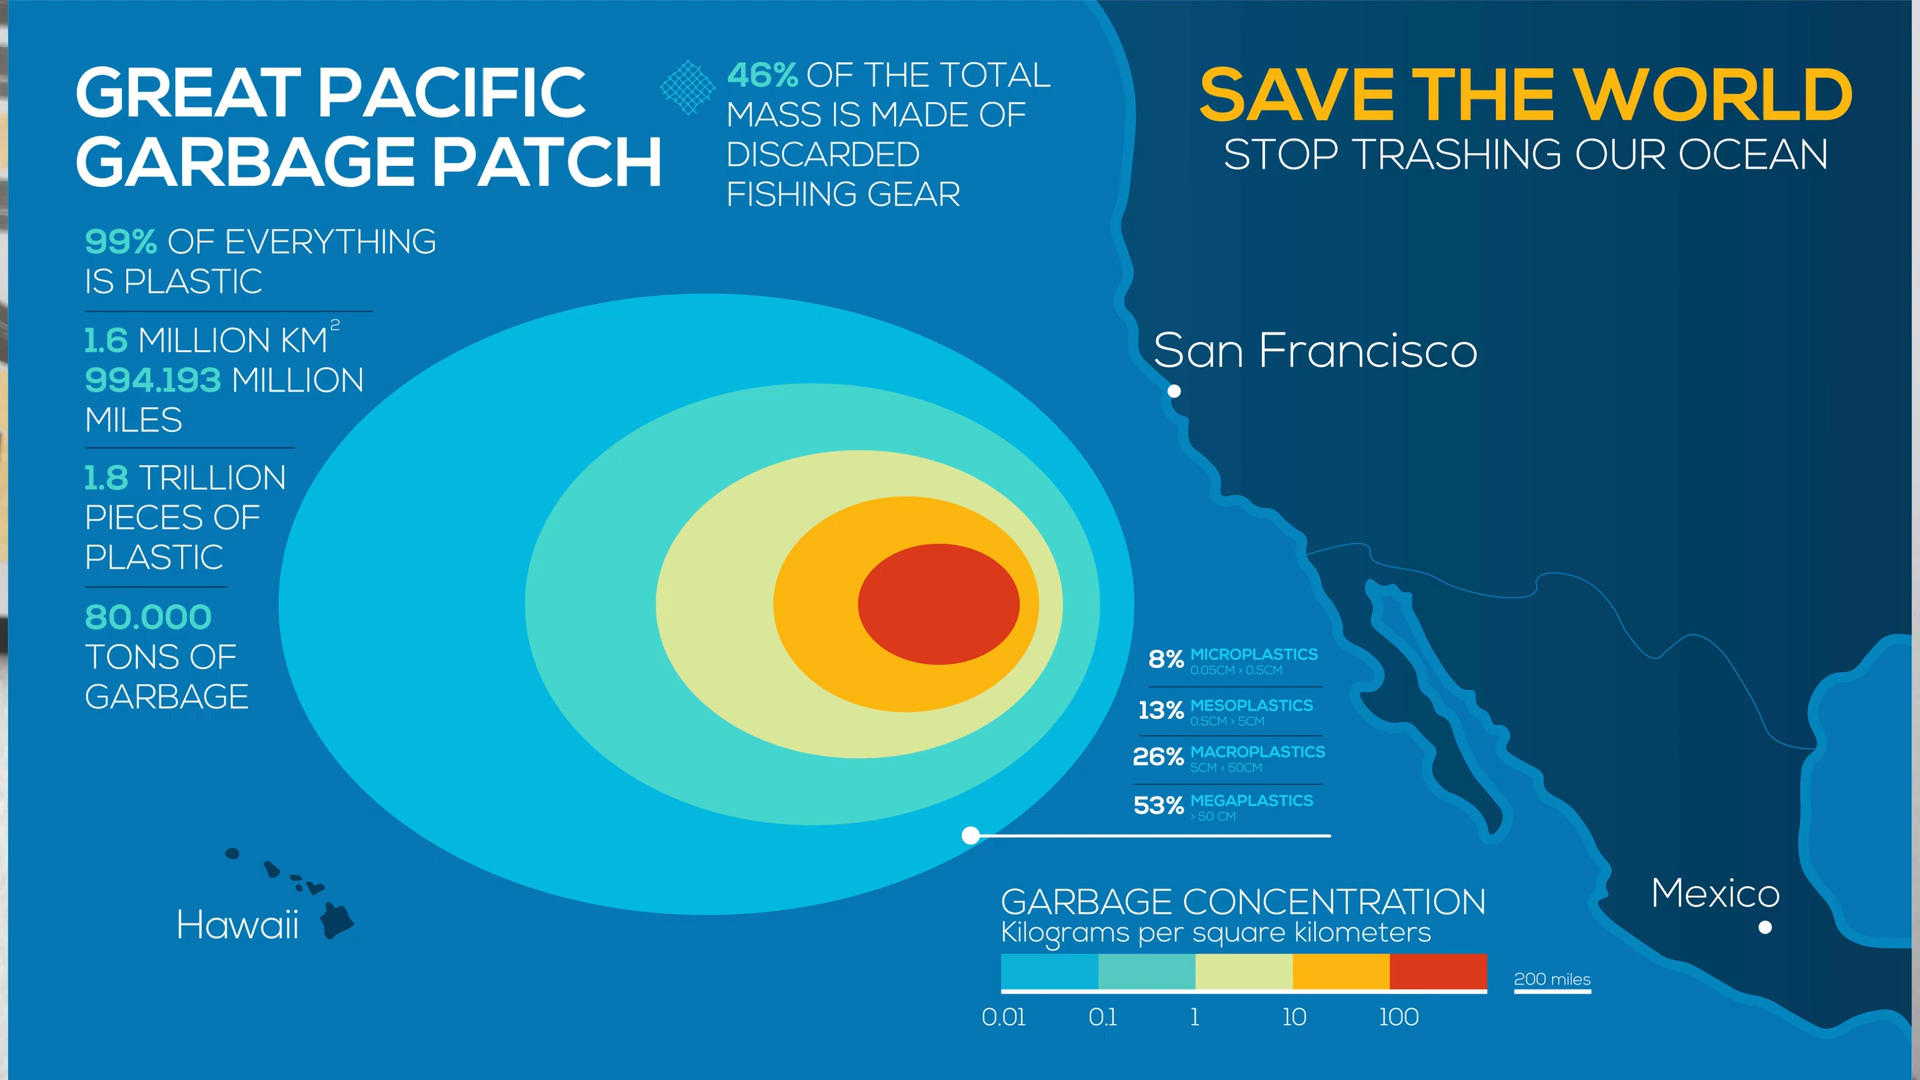 GREAT PACIFIC
GARBAGE PATCH
46% OF THE TOTAL
MASS IS MADE OF
DISCARDED
FISHING GEAR
SAVE THE WORLD
STOP TRASHING OUR OCEAN
99% OF EVERYTHING
IS PLASTIC
1.6 MILLION KM²
994.193 MILLION
MILES
1.8 TRILLION
PIECES OF
PLASTIC
80.000
TONS OF
GARBAGE
San Francisco
8% MICROPLASTICS
0.05CM › 0.5CM
13% MESOPLASTICS
0.5CM › 5CM
26% MACROPLASTICS
5CM › 50CM
53% MEGAPLASTICS
› 50 CM
Hawaii
Mexico
GARBAGE CONCENTRATION
Kilograms per square kilometers
200 miles
0.01 0.1 1 10 100